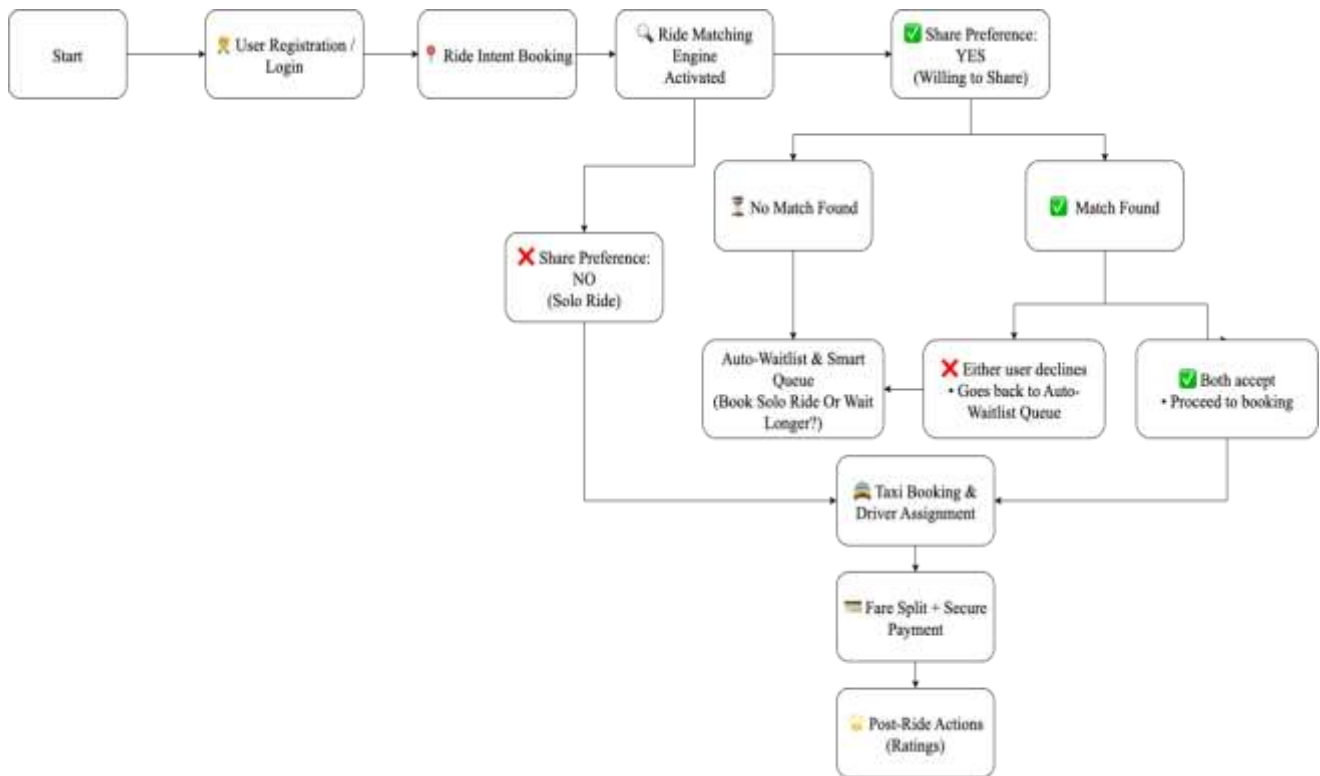 Start
User Registration /
Login
Ride Intent Booking
Ride Matching
Engine
Activated
Share Preference:
YES
(Willing to Share)
No Match Found
Match Found
Share Preference:
NO
(Solo Ride)
Auto-Waitlist & Smart
Queue
(Book Solo Ride Or Wait
Longer?)
Either user declines
• Goes back to Auto-
Waitlist Queue
Both accept
• Proceed to booking
Taxi Booking &
Driver Assignment
Fare Split + Secure
Payment
Post-Ride Actions
(Ratings)